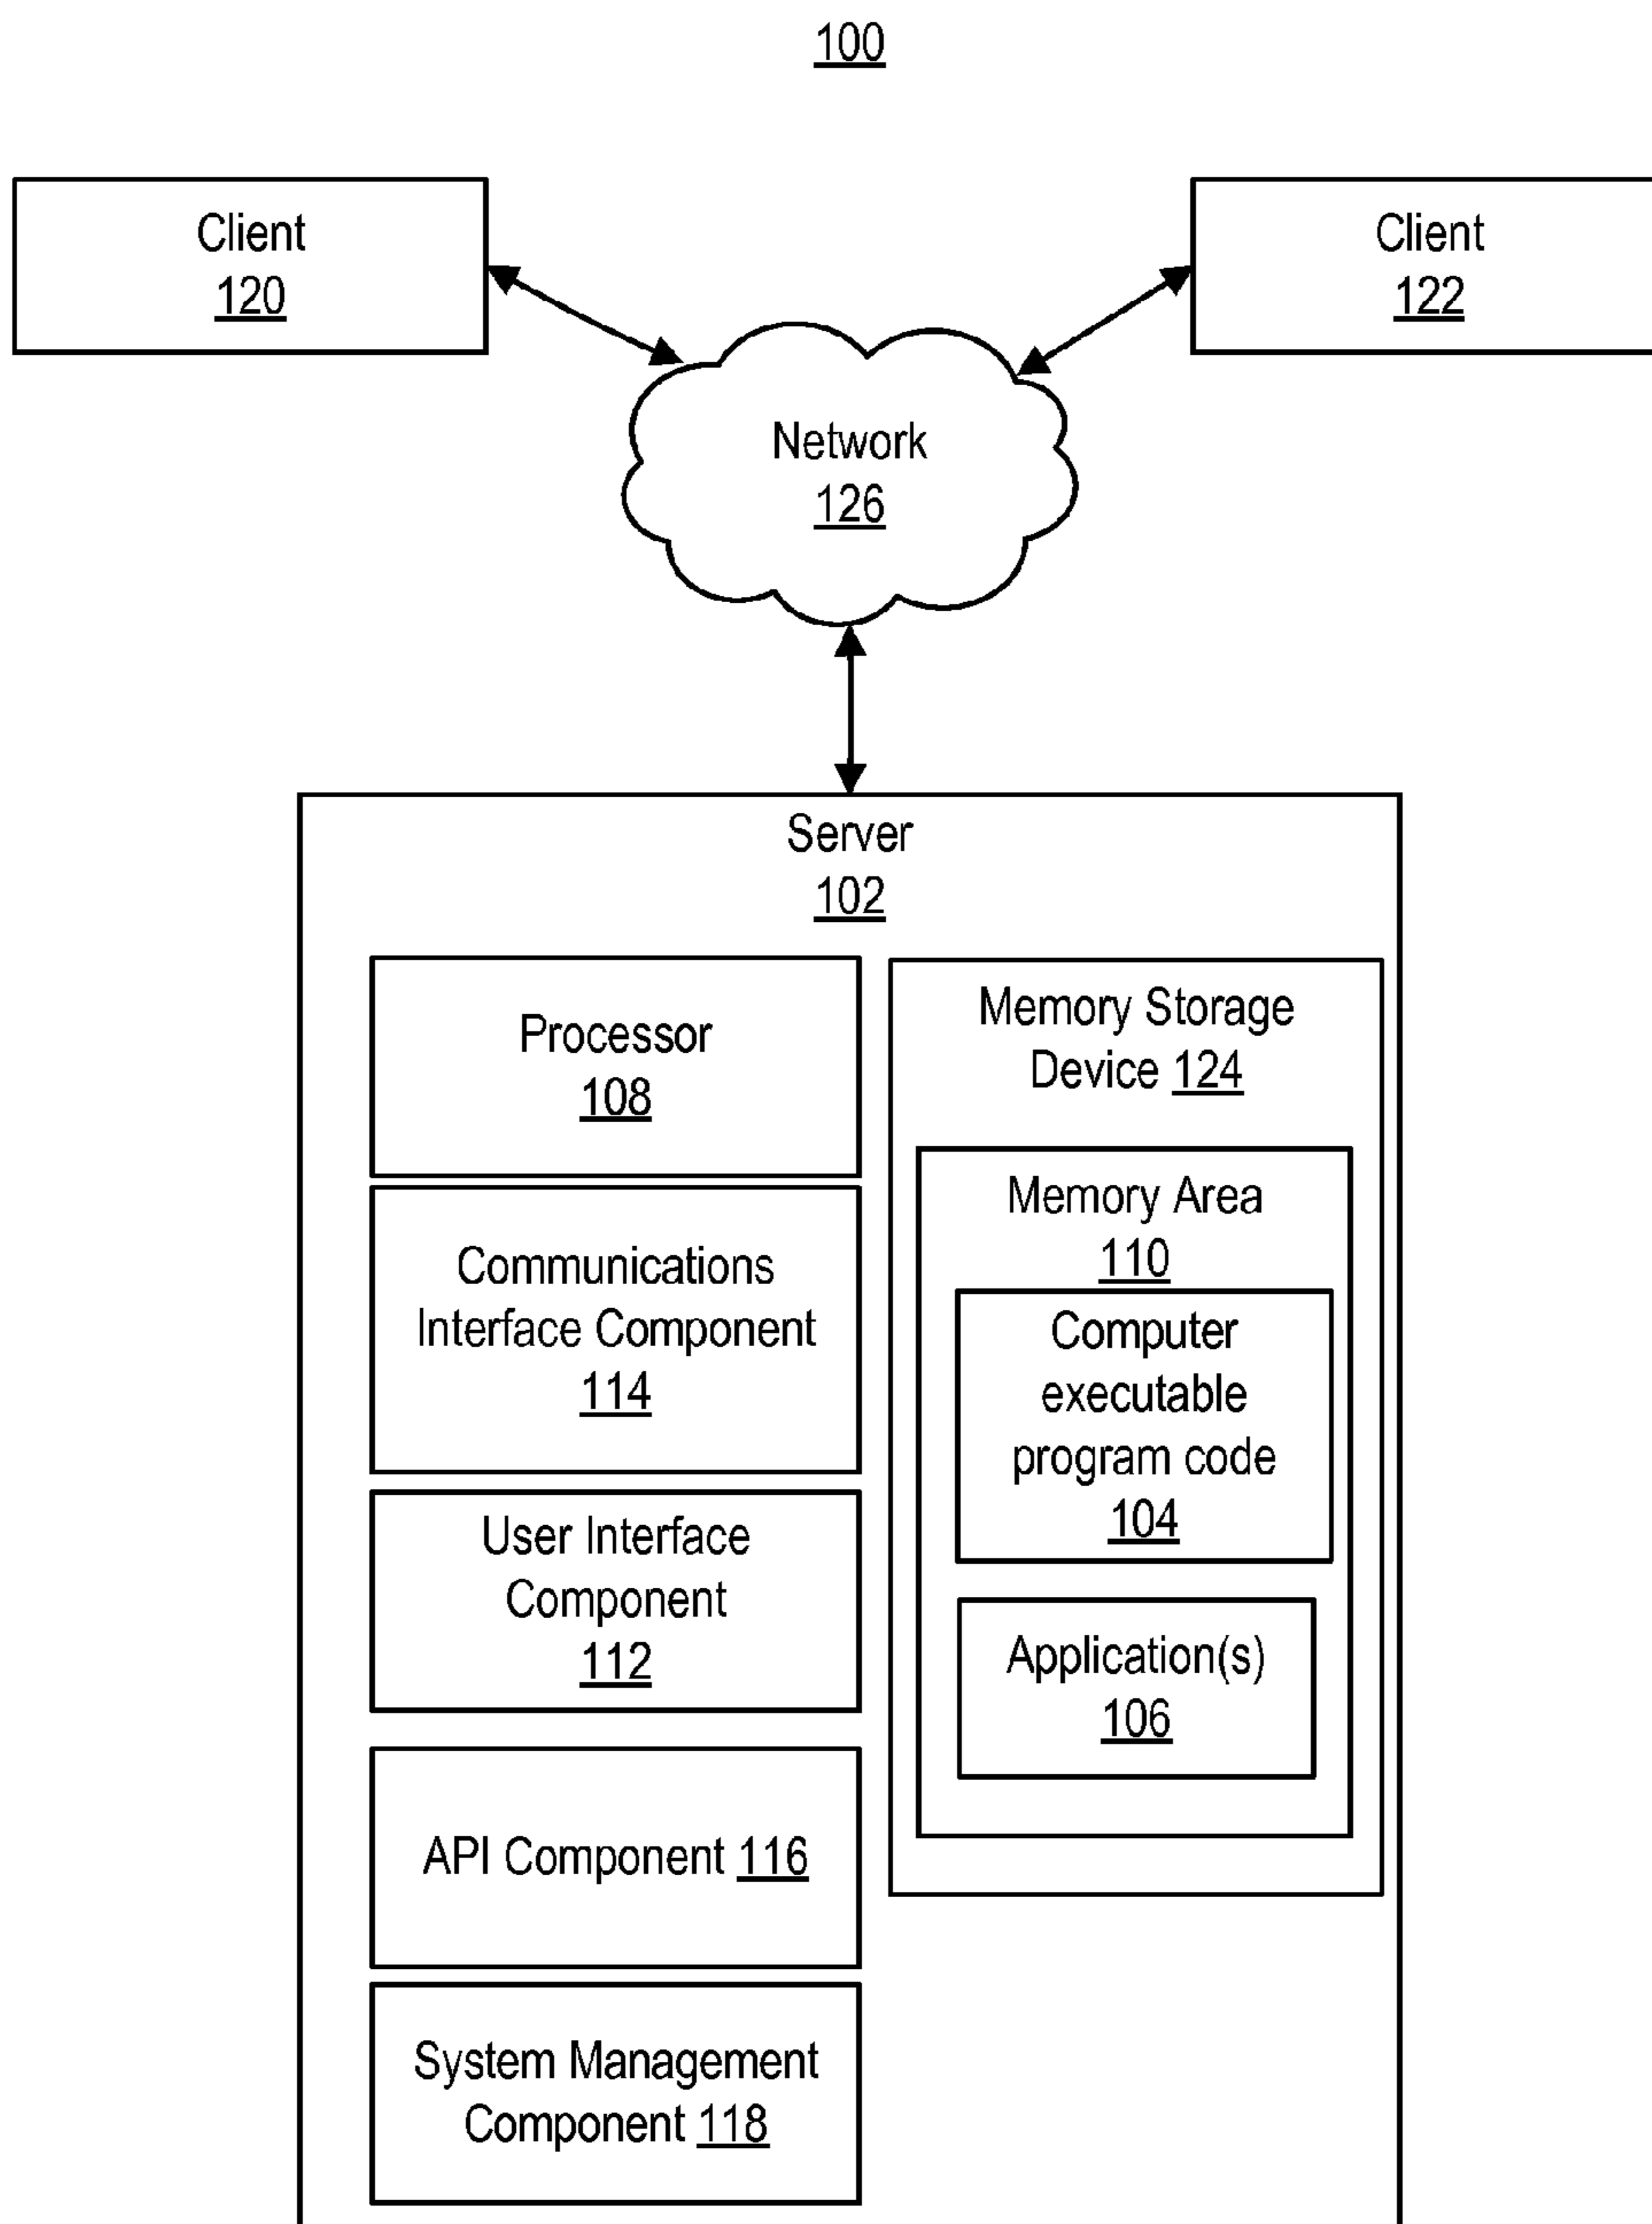 100
Client
120
Client
122
Network
126
Server
102
Processor
108
Communications
Interface Component
114
User Interface
Component
112
API Component 116
System Management
Component 118
Memory Storage
Device 124
Memory Area
110
Computer
executable
program code
104
Application(s)
106